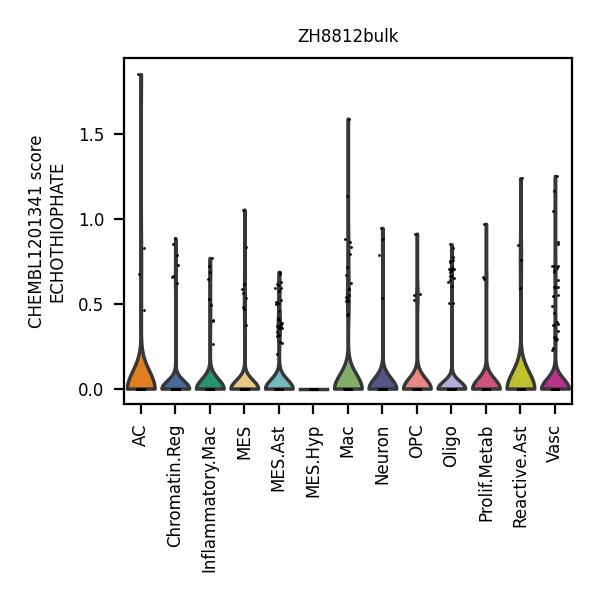 ZH8812bulk
CHEMBL1201341 score
ECHOTHIOPHATE
1.5
1.0
0.5
0.0
AC
Chromatin.Reg
Inflammatory.Mac
MES
MES.Ast
MES.Hyp
Mac
Neuron
OPC
Oligo
Prolif.Metab
Reactive.Ast
Vasc